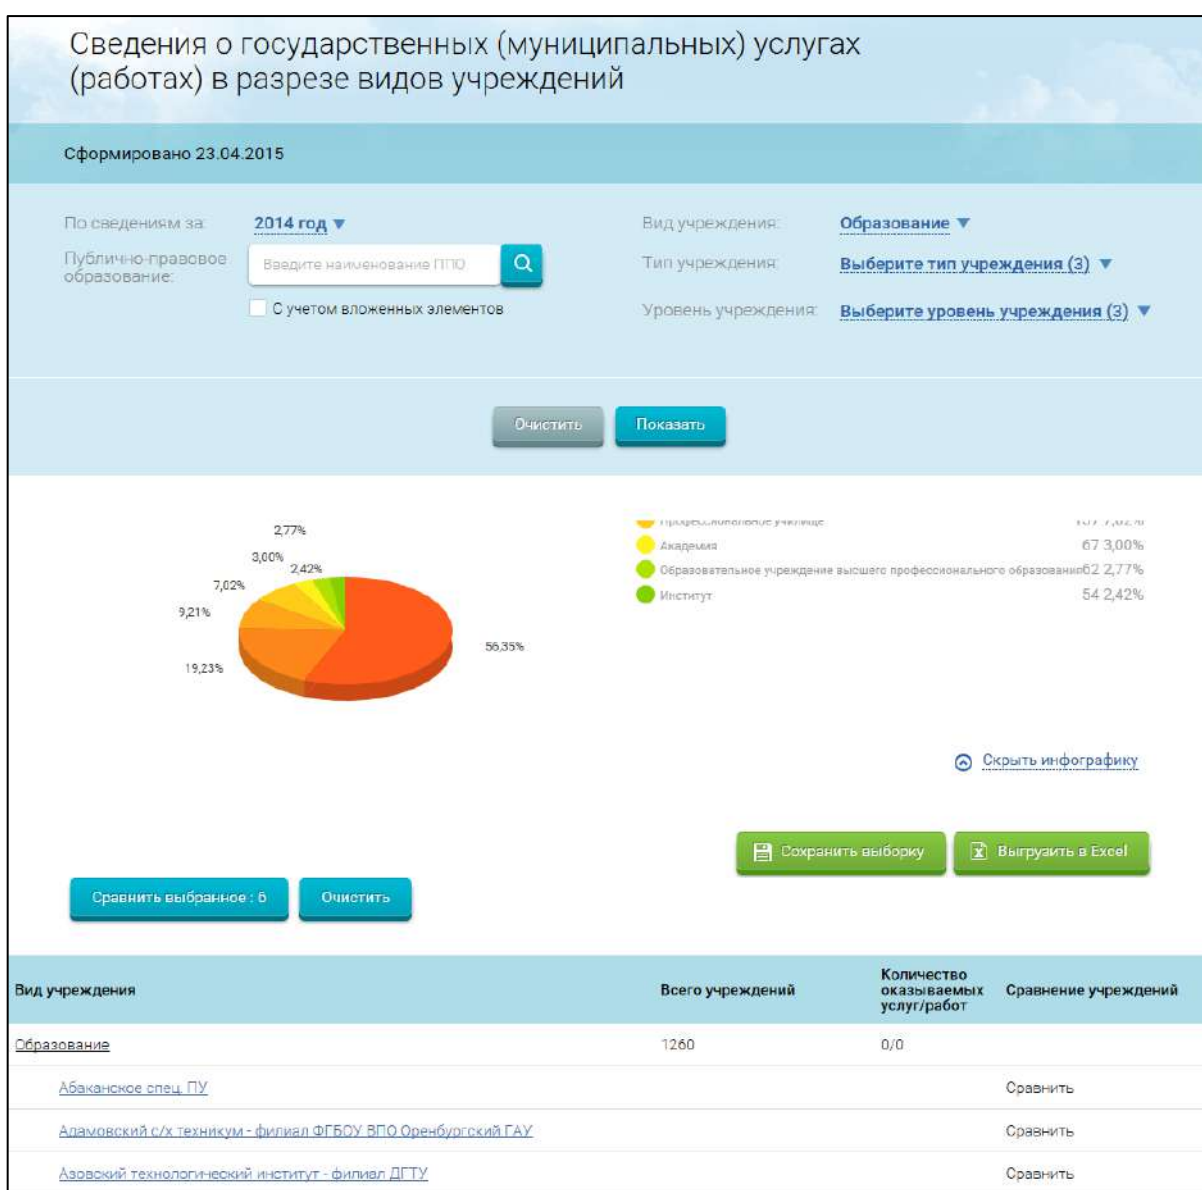 Сведения о государственных (муниципальных) услугах
(работах) в разрезе видов учреждений
Сформировано 23.04.2015
По сведениям за: 2014 год
Вид учреждения: Образование
Публично-правовое
образование:
Введите наименование ППО
Тип учреждения: Выберите тип учреждения (3)
С учетом вложенных элементов
Уровень учреждения: Выберите уровень учреждения (3)
Очистить Показать
2,77%
3,00%
2,42%
7,02%
9,21%
19,23%
56,35%
Профессиональное училище 7,02%
Академия 67 3,00%
Образовательное учреждение высшего профессионального образования 62 2,77%
Институт 54 2,42%
Скрыть инфографику
Сохранить выборку Выгрузить в Excel
Сравнить выбранное : 6 Очистить
Вид учреждения Всего учреждений Количество
оказываемых
услуг/работ Сравнение учреждений
Образование 1260 0/0
Абаканское спец. ПУ Сравнить
Адамовский с/х техникум - филиал ФГБОУ ВПО Оренбургский ГАУ Сравнить
Азовский технологический институт - филиал ДГТУ Сравнить